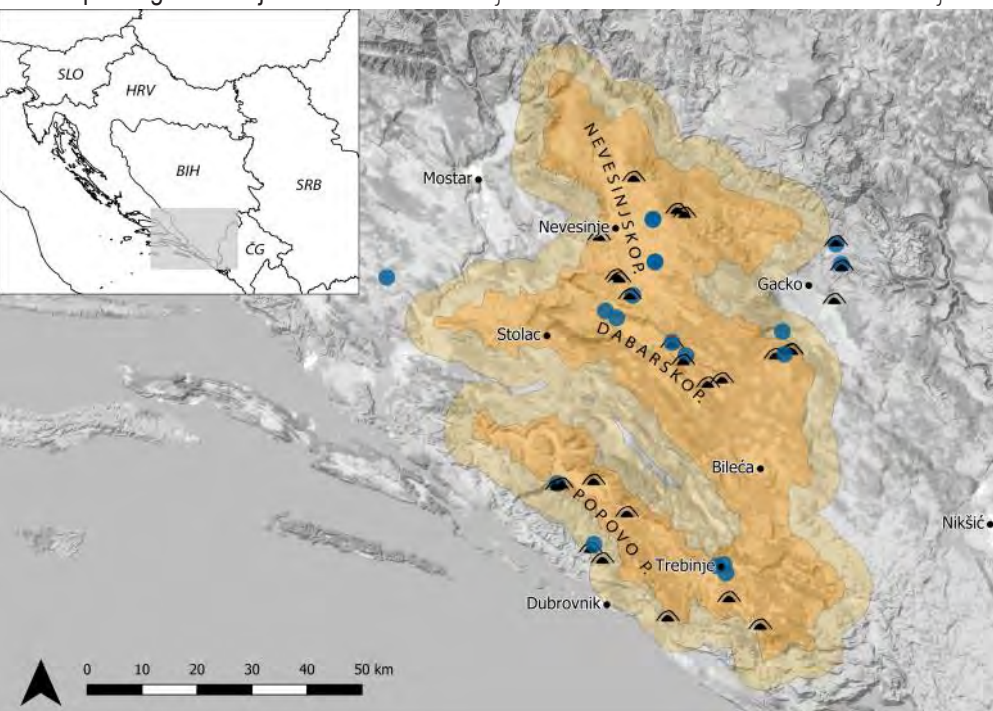 SLO
HRV
BIH
SRB
ČG
Mostar
NEVESINJSKO P.
Nevesinje
Gacko
Stolac
DABARSKO P.
Bileća
Nikšić
POPOVO P.
Trebinje
Dubrovnik
0 10 20 30 40 50 km